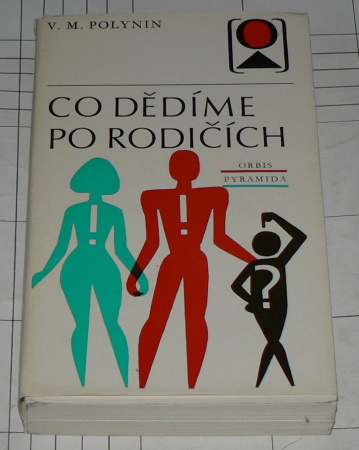 V. M. POLYNIN
CO DĚDÍME
PO RODIČÍCH
ORBIS
PYRAMIDA
!
!
?